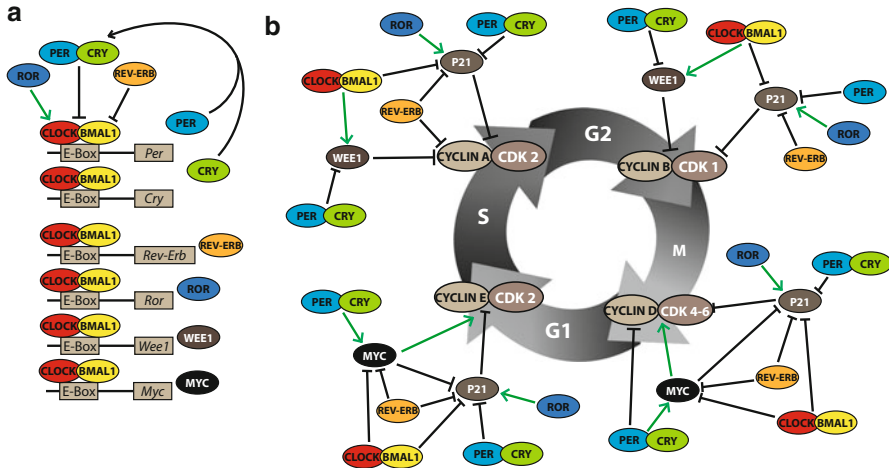 a
PER CRY
ROR
REV-ERB
PER
CLOCK BMAL1
E-Box Per
CRY
CLOCK BMAL1
E-Box Cry
CLOCK BMAL1
REV-ERB
E-Box Rev-Erb
CLOCK BMAL1
ROR
E-Box Ror
CLOCK BMAL1
WEE1
E-Box Wee1
CLOCK BMAL1
MYC
E-Box Myc
b
ROR
PER CRY
P21
CLOCK BMAL1
REV-ERB
WEE1
CYCLIN A CDK 2
PER CRY
PER CRY
CLOCK BMAL1
WEE1
P21
PER
ROR
REV-ERB
CYCLIN B CDK 1
G2
S
M
G1
PER CRY
CYCLIN E CDK 2
MYC
P21
REV-ERB
ROR
CLOCK BMAL1
PER CRY
ROR
PER CRY
P21
CYCLIN D CDK 4-6
MYC
REV-ERB
CLOCK BMAL1
PER CRY